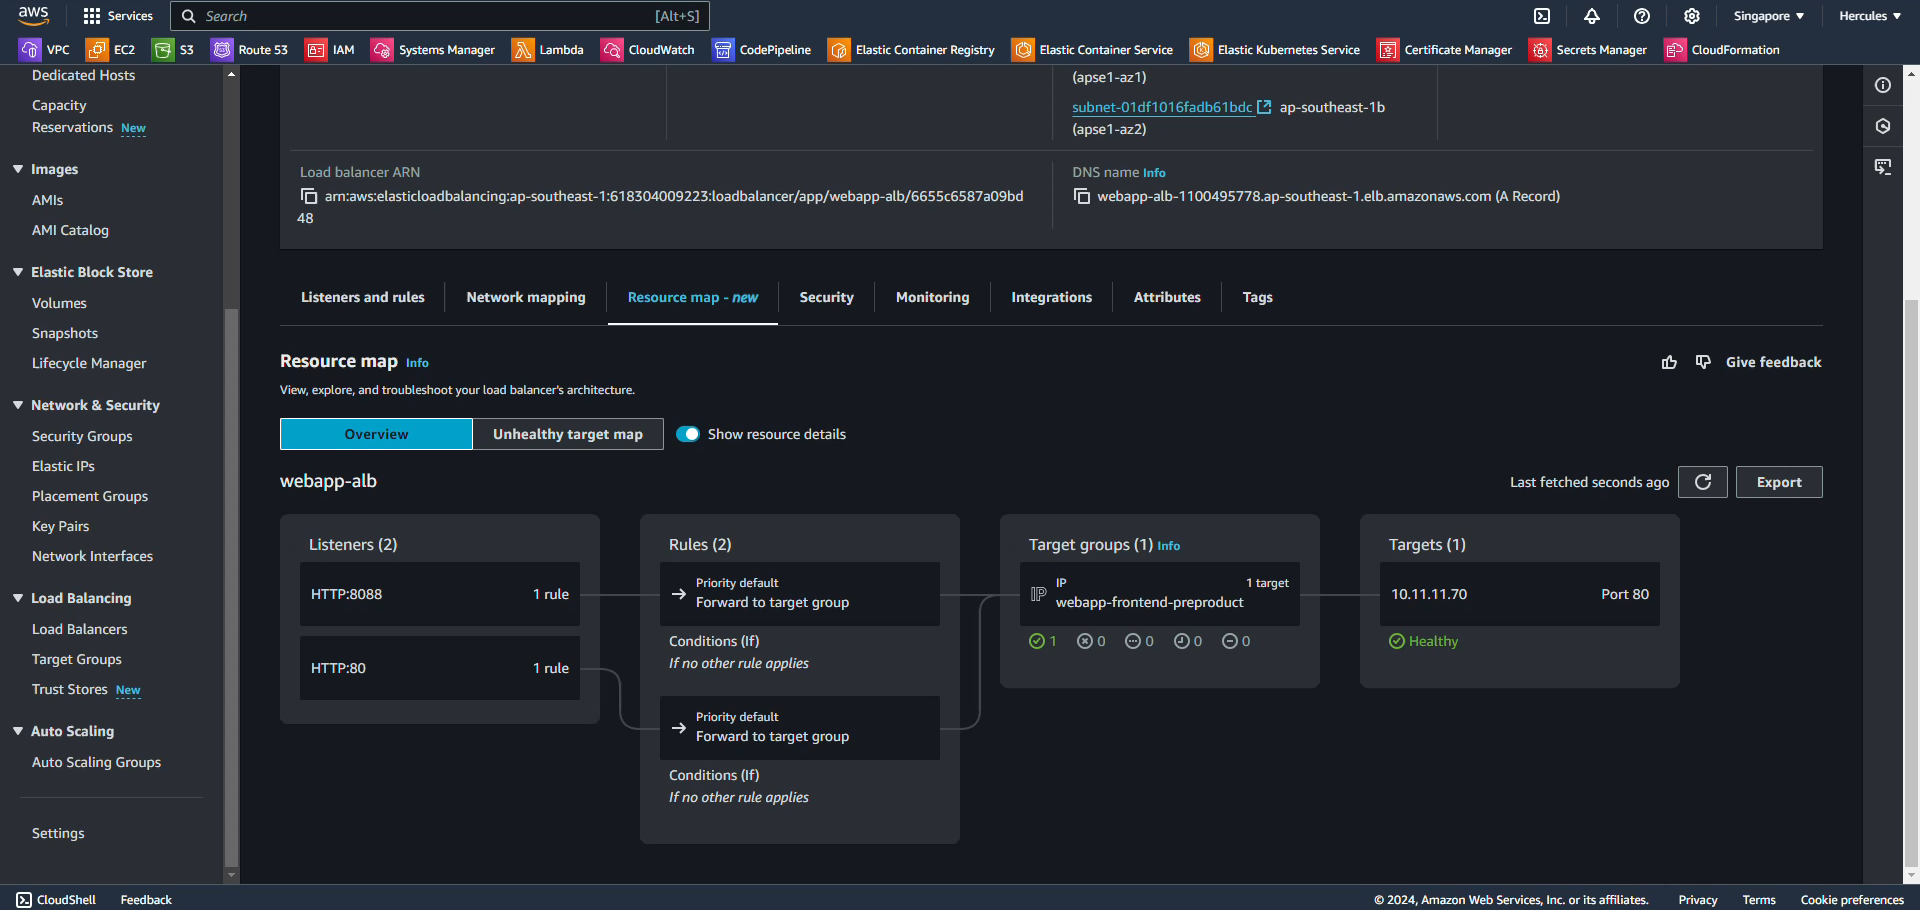 aws
Services
Search
[Alt+S]
Singapore
Hercules
VPC
EC2
S3
Route 53
IAM
Systems Manager
Lambda
CloudWatch
CodePipeline
Elastic Container Registry
Elastic Container Service
Elastic Kubernetes Service
Certificate Manager
Secrets Manager
CloudFormation
Dedicated Hosts
Capacity
Reservations New
Images
AMIs
AMI Catalog
Elastic Block Store
Volumes
Snapshots
Lifecycle Manager
Network & Security
Security Groups
Elastic IPs
Placement Groups
Key Pairs
Network Interfaces
Load Balancing
Load Balancers
Target Groups
Trust Stores New
Auto Scaling
Auto Scaling Groups
Settings
(apse1-az1)
subnet-01df1016fadb61bdc ap-southeast-1b
(apse1-az2)
Load balancer ARN
arn:aws:elasticloadbalancing:ap-southeast-1:618304009223:loadbalancer/app/webapp-alb/6655c6587a09bd
48
DNS name Info
webapp-alb-1100495778.ap-southeast-1.elb.amazonaws.com (A Record)
Listeners and rules
Network mapping
Resource map - new
Security
Monitoring
Integrations
Attributes
Tags
Resource map Info
Give feedback
View, explore, and troubleshoot your load balancer's architecture.
Overview
Unhealthy target map
Show resource details
webapp-alb
Last fetched seconds ago
Export
Listeners (2)
HTTP:8088 1 rule
HTTP:80 1 rule
Rules (2)
Priority default
Forward to target group
Conditions (If)
If no other rule applies
Priority default
Forward to target group
Conditions (If)
If no other rule applies
Target groups (1) Info
IP 1 target
webapp-frontend-preproduct
1 0 0 0 0
Targets (1)
10.11.11.70 Port 80
Healthy
CloudShell
Feedback
© 2024, Amazon Web Services, Inc. or its affiliates.
Privacy
Terms
Cookie preferences